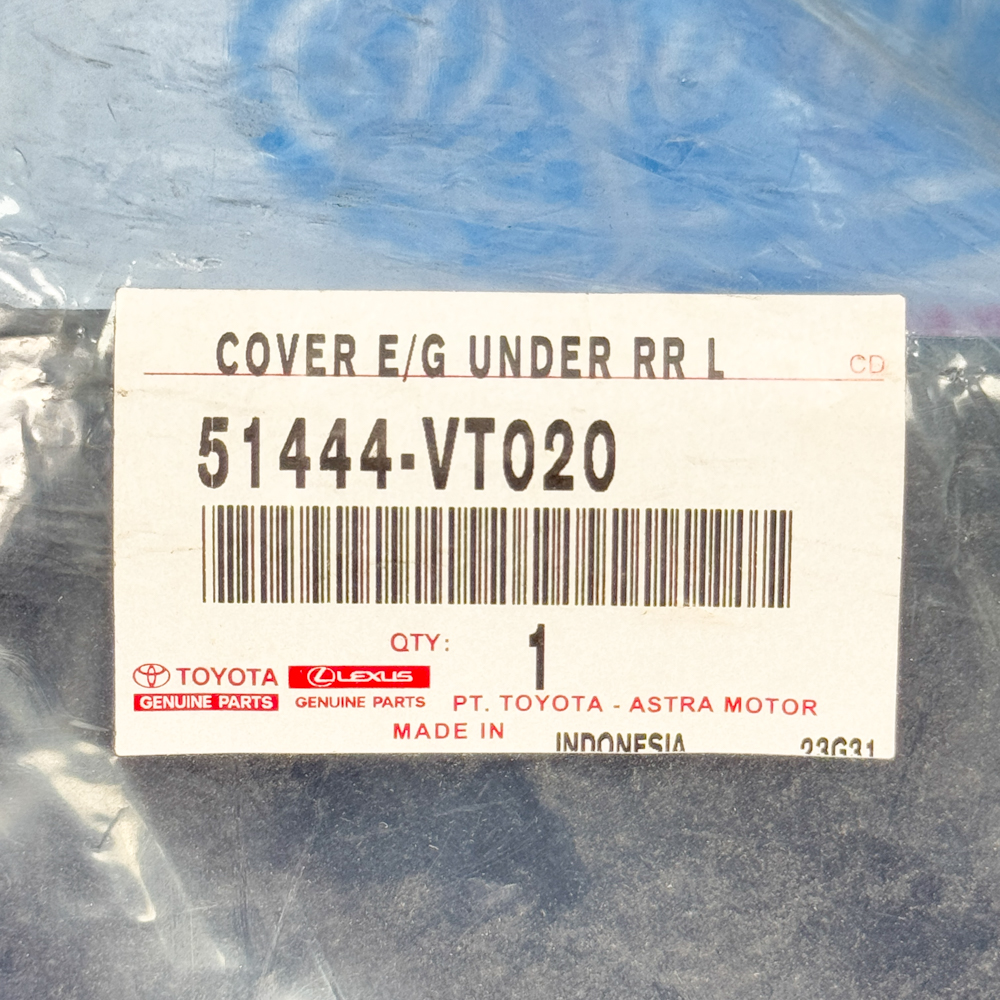 COVER E/G UNDER RR L
CD
51444-VT020
QTY: 1
TOYOTA LEXUS
GENUINE PARTS GENUINE PARTS PT. TOYOTA - ASTRA MOTOR
MADE IN INDONESIA 23G31